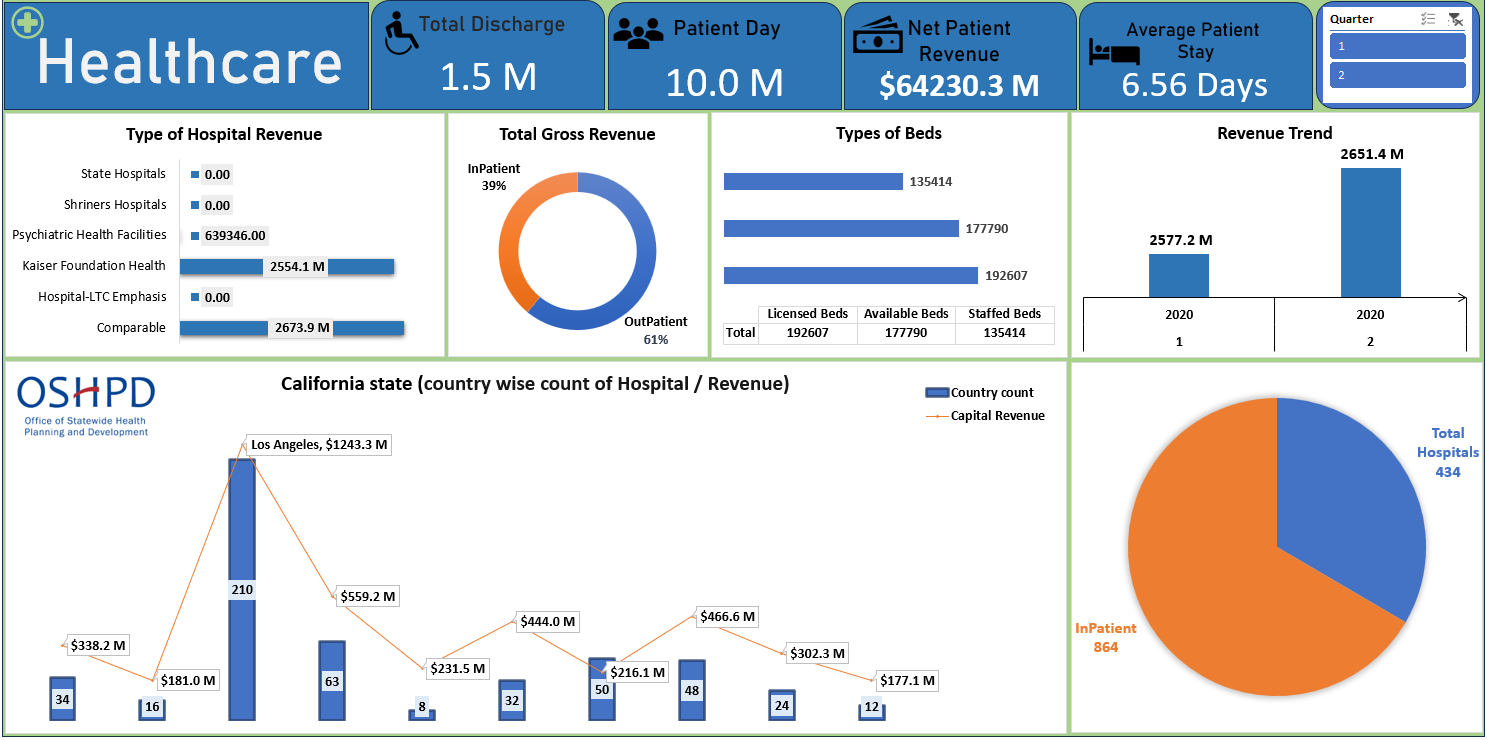 Healthcare
Total Discharge
1.5 M
Patient Day
10.0 M
Net Patient
Revenue
$64230.3 M
Average Patient
Stay
6.56 Days
Quarter
1
2
Type of Hospital Revenue
State Hospitals
0.00
Shriners Hospitals
0.00
Psychiatric Health Facilities
639346.00
Kaiser Foundation Health
2554.1 M
Hospital-LTC Emphasis
0.00
Comparable
2673.9 M
Total Gross Revenue
InPatient
39%
OutPatient
61%
Types of Beds
135414
177790
192607
Licensed Beds Available Beds Staffed Beds
Total 192607 177790 135414
Revenue Trend
2651.4 M
2577.2 M
2020 2020
1 2
OSHPD
Office of Statewide Health
Planning and Development
California state (country wise count of Hospital / Revenue)
Country count
Capital Revenue
Los Angeles, $1243.3 M
$338.2 M
$181.0 M
$559.2 M
$231.5 M
$444.0 M
$216.1 M
$466.6 M
$302.3 M
$177.1 M
34
16
210
63
8
32
50
48
24
12
Total
Hospitals
434
InPatient
864